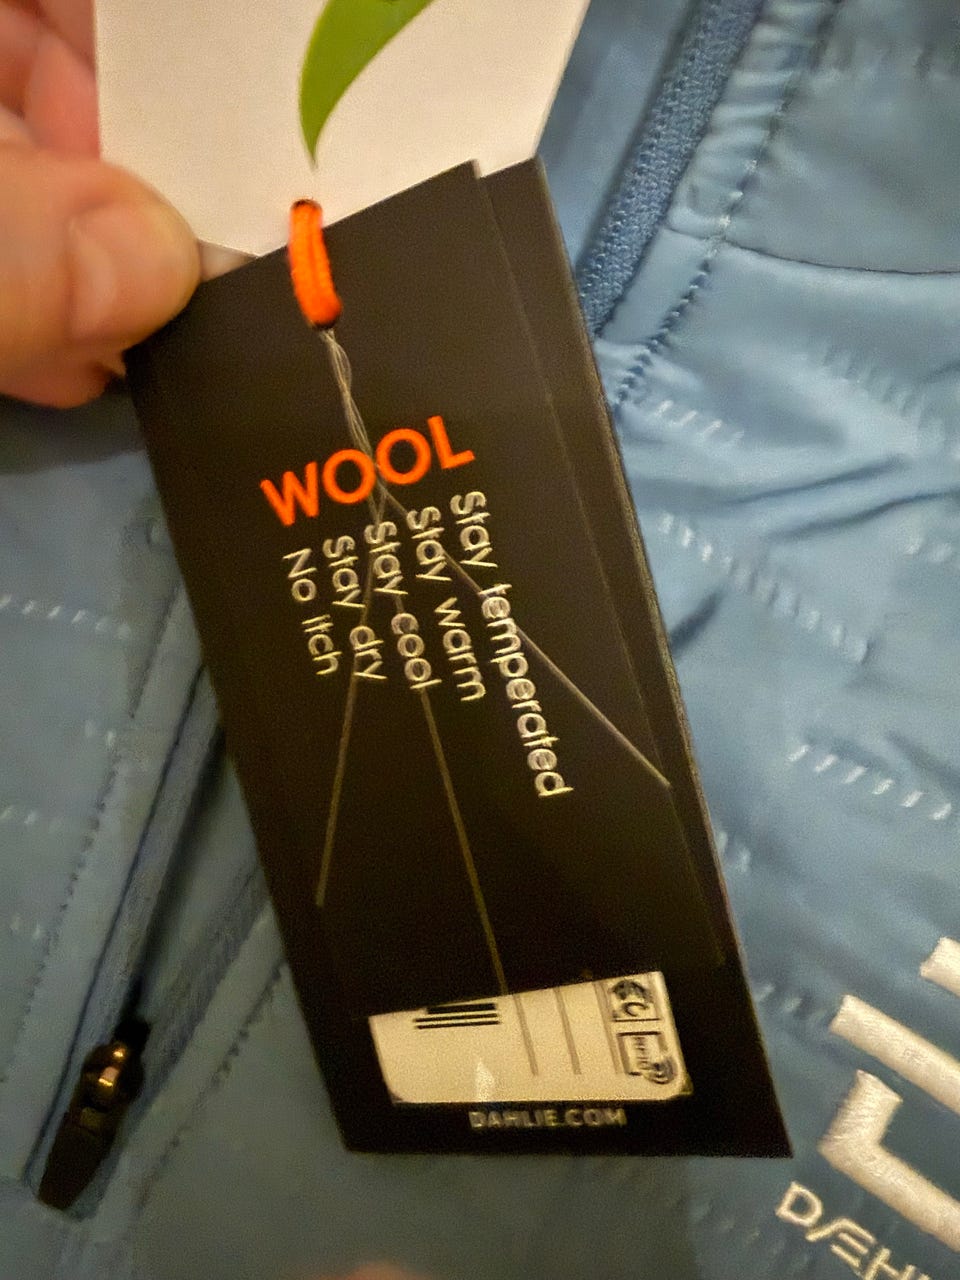 WOOL
Stay temperated
Stay warm
Stay cool
Stay dry
No itch
DAHLIE.COM